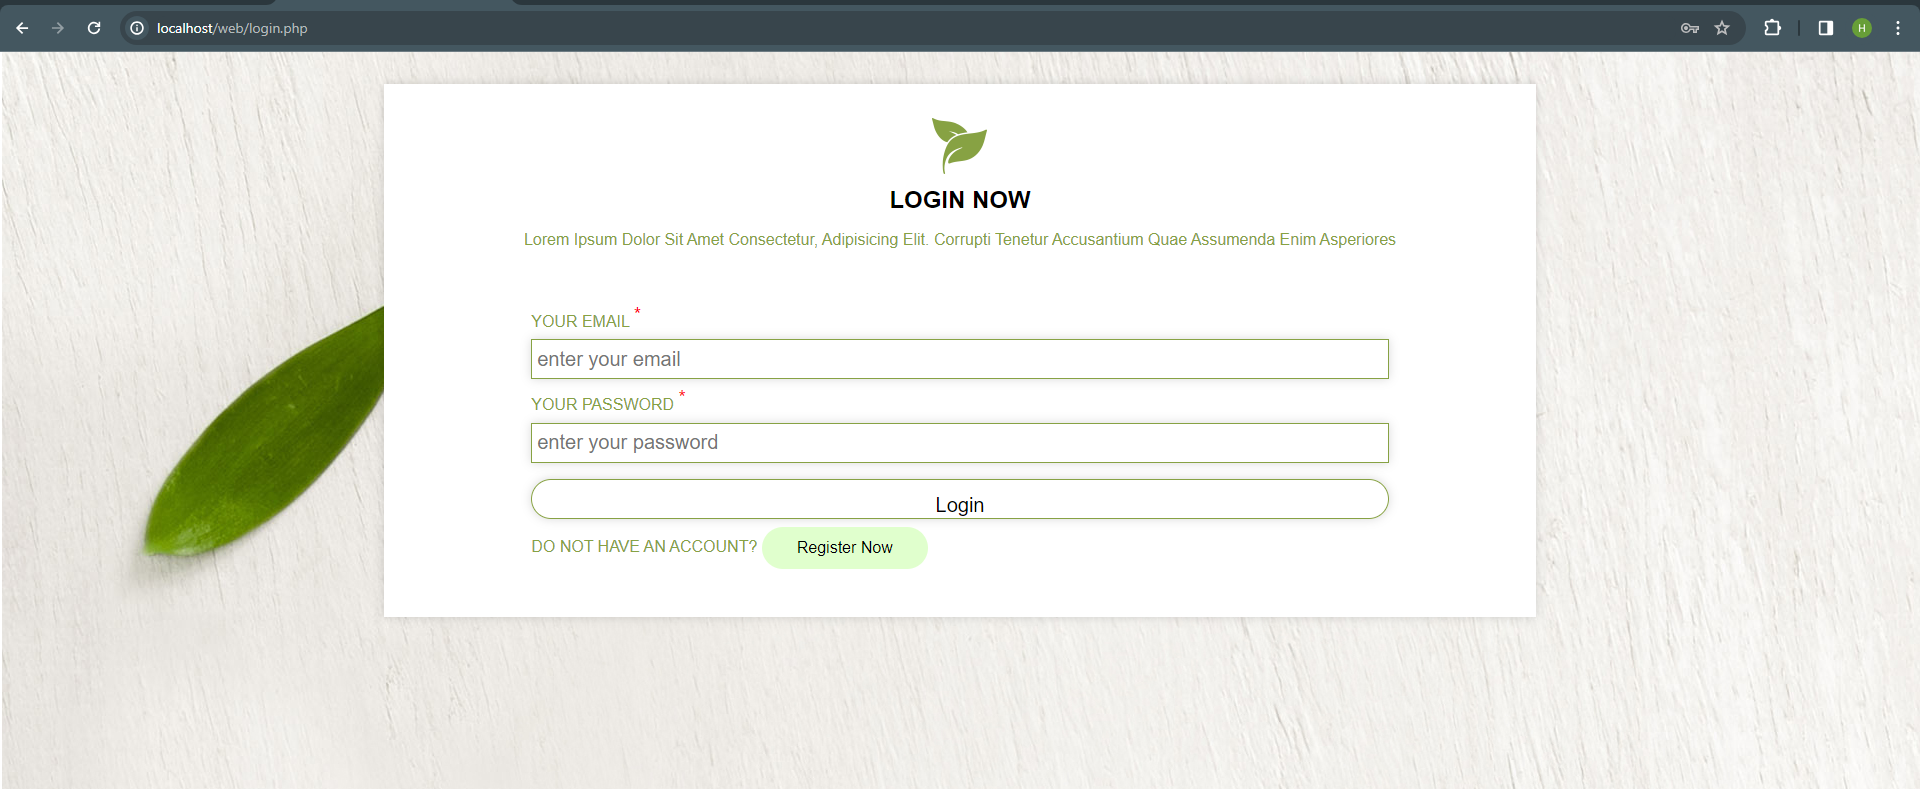 localhost/web/login.php
H
LOGIN NOW
Lorem Ipsum Dolor Sit Amet Consectetur, Adipisicing Elit. Corrupti Tenetur Accusantium Quae Assumenda Enim Asperiores
YOUR EMAIL *
enter your email
YOUR PASSWORD *
enter your password
Login
DO NOT HAVE AN ACCOUNT? Register Now